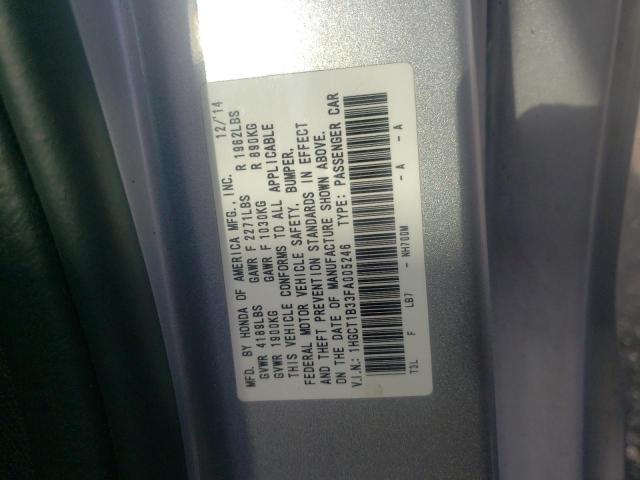 MFD. BY HONDA OF AMERICA MFG., INC. 12/'14
GVWR 4189LBS GAWR F 2271LBS R 1962LBS
GVWR 1900KG GAWR F 1030KG R 890KG
THIS VEHICLE CONFORMS TO ALL APPLICABLE
FEDERAL MOTOR VEHICLE SAFETY, BUMPER,
AND THEFT PREVENTION STANDARDS IN EFFECT
ON THE DATE OF MANUFACTURE SHOWN ABOVE.
V.I.N.: 1HGCT1B33FA005246 TYPE: PASSENGER CAR
T3L F LB7 - NH700M - A - A